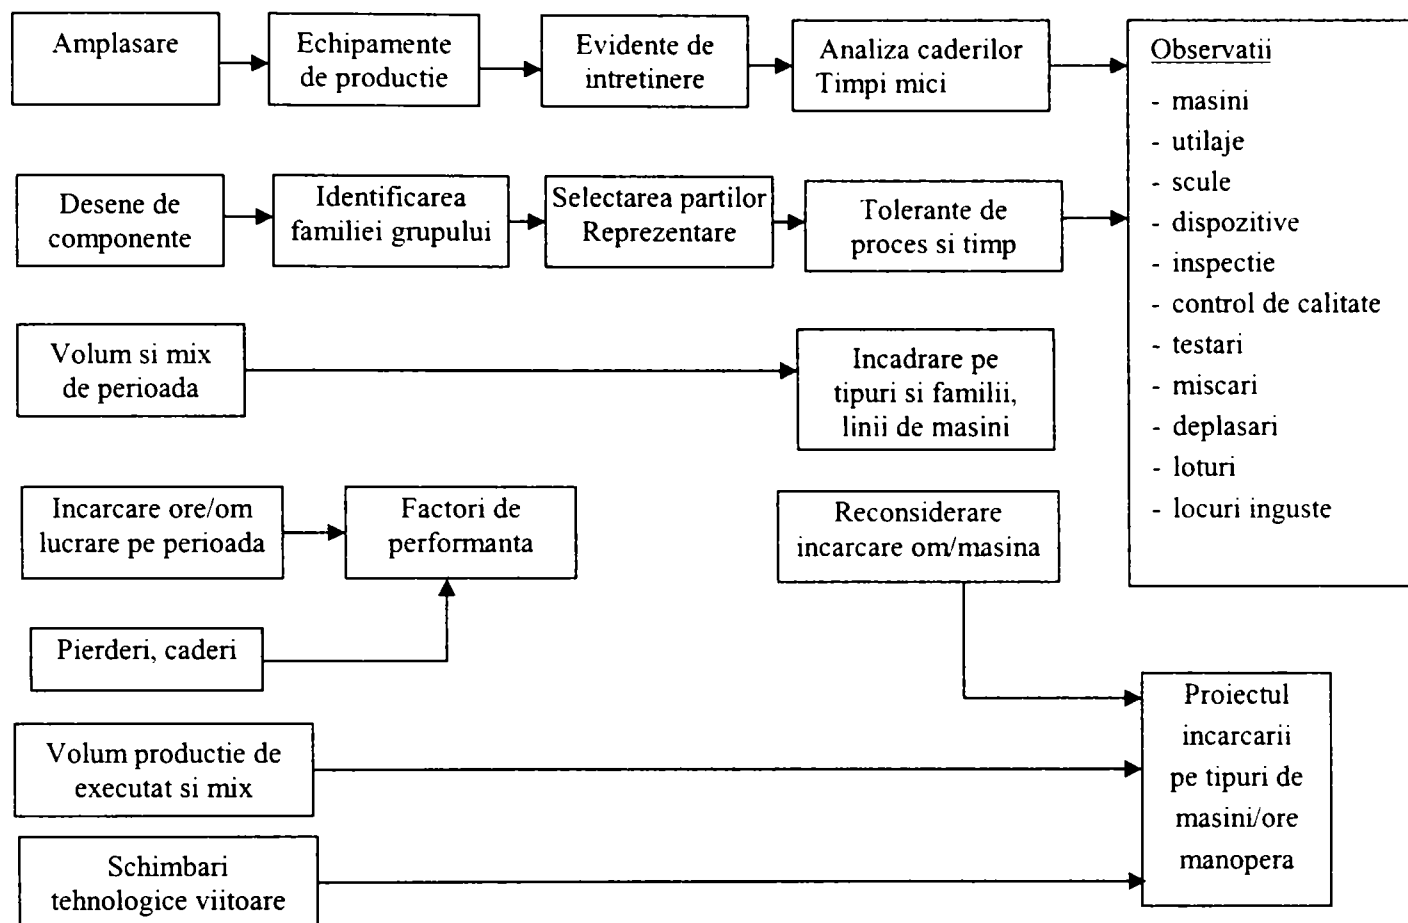 Amplasare
Echipamente
de productie
Evidente de
intretinere
Analiza caderilor
Timpi mici
Observatii
- masini
- utilaje
- scule
- dispozitive
- inspectie
- control de calitate
- testari
- miscari
- deplasari
- loturi
- locuri inguste
Desene de
componente
Identificarea
familiei grupului
Selectarea partilor
Reprezentare
Tolerante de
proces si timp
Volum si mix
de perioada
Incadrare pe
tipuri si familii,
linii de masini
Incarcare ore/om
lucrare pe perioada
Factori de
performanta
Reconsiderare
incarcare om/masina
Pierderi, caderi
Proiectul
incarcarii
pe tipuri de
masini/ore
manopera
Volum productie de
executat si mix
Schimbari
tehnologice viitoare